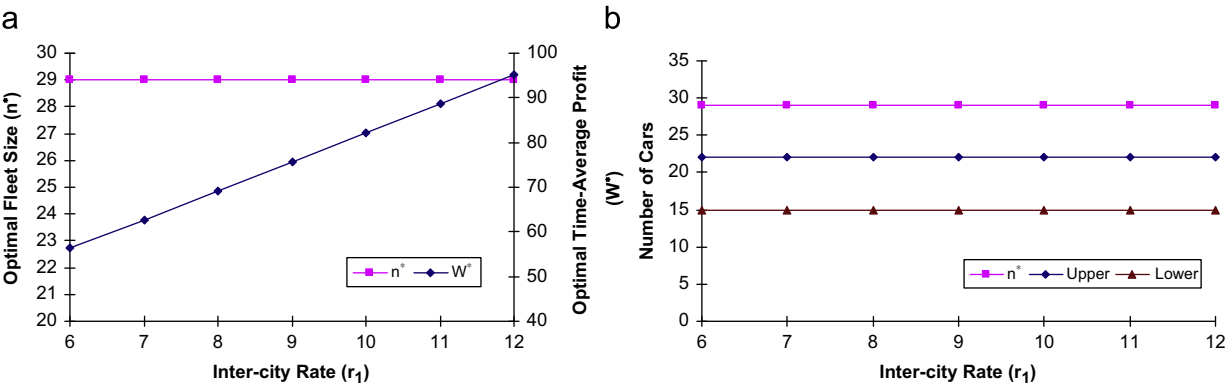 a
Optimal Fleet Size (n*)
30
29
28
27
26
25
24
23
22
21
20
100
90
80
70
60
50
40
Optimal Time-Average Profit
(W*)
n* W*
6 7 8 9 10 11 12
Inter-city Rate (r1)
b
Number of Cars
35
30
25
20
15
10
5
0
n* Upper Lower
6 7 8 9 10 11 12
Inter-city Rate (r1)